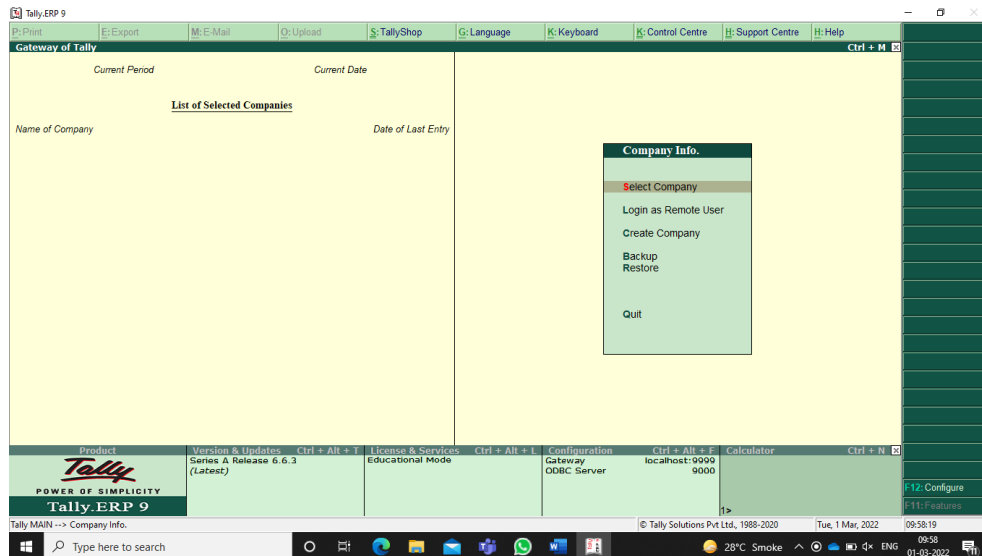 Tally.ERP 9
P: Print E: Export M: E-Mail O: Upload S: TallyShop G: Language K: Keyboard K: Control Centre H: Support Centre H: Help
Gateway of Tally Ctrl + M
Current Period Current Date
List of Selected Companies
Name of Company Date of Last Entry
Company Info.
Select Company
Login as Remote User
Create Company
Backup
Restore
Quit
Product Version & Updates Ctrl + Alt + T License & Services Ctrl + Alt + L Configuration Ctrl + Alt + F Calculator Ctrl + N
Tally
POWER OF SIMPLICITY
Tally.ERP 9
Series A Release 6.6.3
(Latest)
Educational Mode
Gateway localhost:9999
ODBC Server 9000
1>
F12: Configure
F11: Features
Tally MAIN --> Company Info. © Tally Solutions Pvt Ltd., 1988-2020 Tue, 1 Mar, 2022 09:58:19
Type here to search
28°C Smoke ENG
09:58
01-03-2022